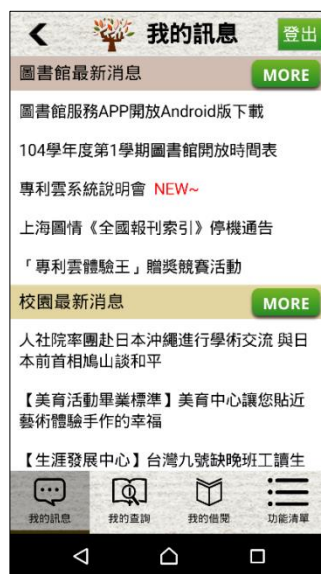 我的訊息
登出
圖書館最新消息
MORE
圖書館服務APP開放Android版下載
104學年度第1學期圖書館開放時間表
專利雲系統說明會 NEW~
上海圖情《全國報刊索引》停機通告
「專利雲體驗王」贈獎競賽活動
校園最新消息
MORE
人社院率團赴日本沖繩進行學術交流 與日
本前首相鳩山談和平
【美育活動畢業標準】美育中心讓您貼近
藝術體驗手作的幸福
【生涯發展中心】台灣九號缺晚班工讀生
我的訊息
我的查詢
我的借閱
功能清單